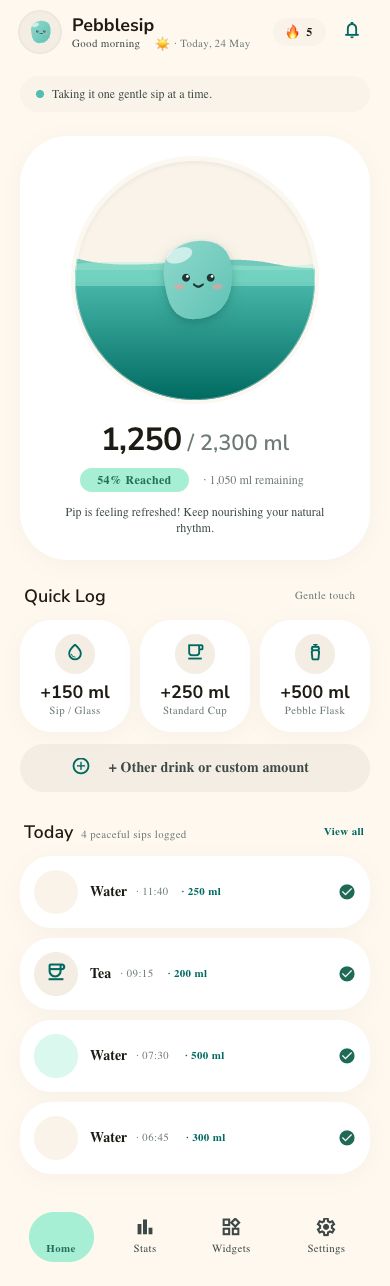 Pebblesip
Good morning ☀️ · Today, 24 May
🔥 5
Taking it one gentle sip at a time.
1,250 / 2,300 ml
54% Reached · 1,050 ml remaining
Pip is feeling refreshed! Keep nourishing your natural
rhythm.
Quick Log Gentle touch
+150 ml
Sip / Glass
+250 ml
Standard Cup
+500 ml
Pebble Flask
+ Other drink or custom amount
Today 4 peaceful sips logged View all
Water · 11:40 · 250 ml
Tea · 09:15 · 200 ml
Water · 07:30 · 500 ml
Water · 06:45 · 300 ml
Home Stats Widgets Settings